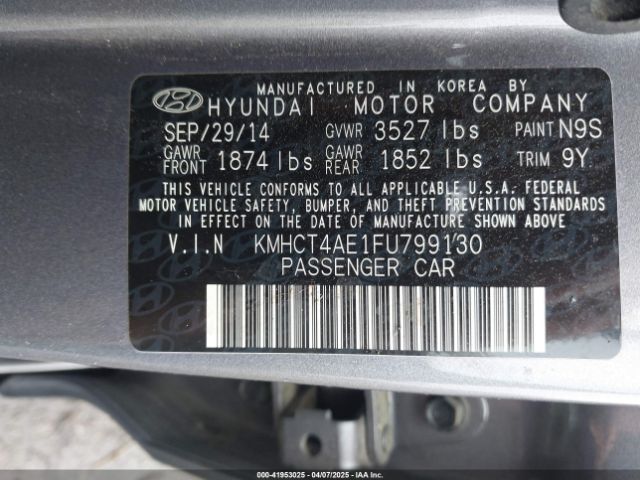 MANUFACTURED IN KOREA BY
HYUNDAI MOTOR COMPANY
SEP/29/14 GVWR 3527 lbs PAINT N9S
GAWR FRONT 1874 lbs GAWR REAR 1852 lbs TRIM 9Y
THIS VEHICLE CONFORMS TO ALL APPLICABLE U.S.A. FEDERAL
MOTOR VEHICLE SAFETY, BUMPER, AND THEFT PREVENTION STANDARDS
IN EFFECT ON THE DATE OF MANUFACTURE SHOWN ABOVE
V.I.N KMHCT4AE1FU799130
PASSENGER CAR
000-41953025 - 04/07/2025 - IAAI, Inc.